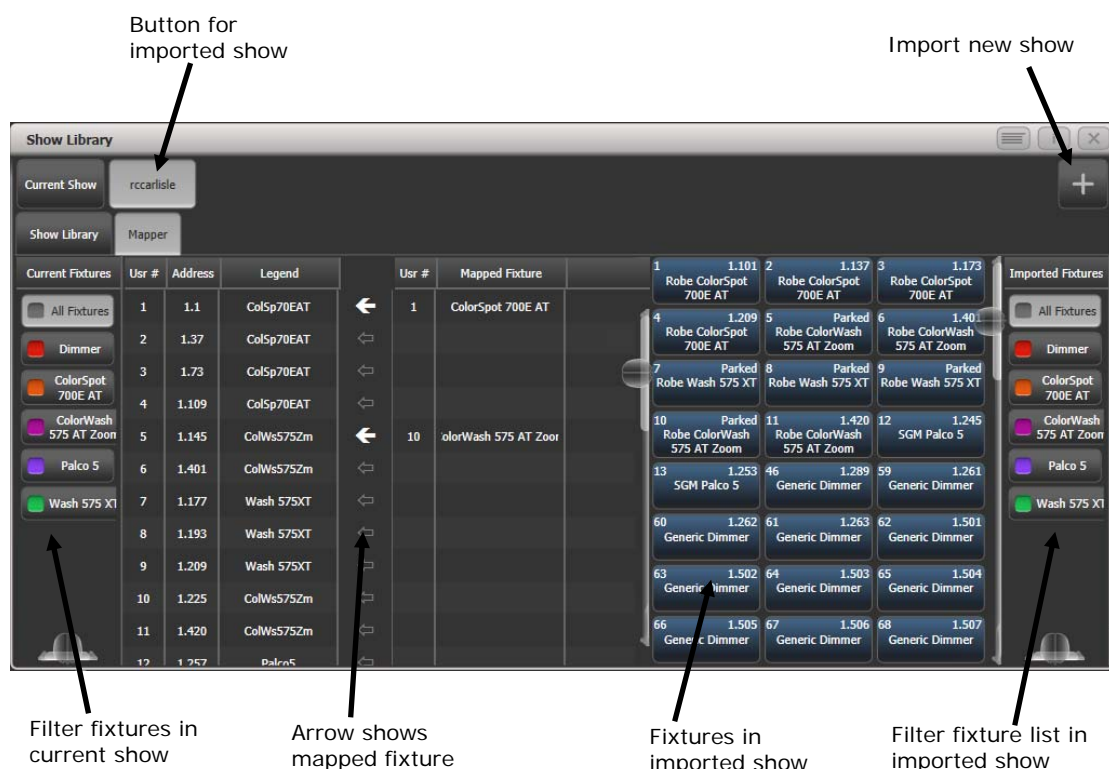 Button for
imported show
Import new show
Show Library
Current Show
rccarlisle
Show Library
Mapper
Current Fixtures
Usr #
Address
Legend
Usr #
Mapped Fixture
Imported Fixtures
All Fixtures
Dimmer
ColorSpot
700E AT
ColorWash
575 AT Zoom
Palco 5
Wash 575 XT
1 1.1 ColSp70EAT 1 ColorSpot 700E AT
2 1.37 ColSp70EAT
3 1.73 ColSp70EAT
4 1.109 ColSp70EAT
5 1.145 ColWs575Zm 10 olorWash 575 AT Zoor
6 1.401 ColWs575Zm
7 1.177 Wash 575XT
8 1.193 Wash 575XT
9 1.209 Wash 575XT
10 1.225 ColWs575Zm
11 1.420 ColWs575Zm
12 1.257 Palco5
1 1.101
Robe ColorSpot
700E AT
2 1.137
Robe ColorSpot
700E AT
3 1.173
Robe ColorSpot
700E AT
4 1.209
Robe ColorSpot
700E AT
5 Parked
Robe ColorWash
575 AT Zoom
6 1.401
Robe ColorWash
575 AT Zoom
7 Parked
Robe Wash 575 XT
8 Parked
Robe Wash 575 XT
9 Parked
Robe Wash 575 XT
10 Parked
Robe ColorWash
575 AT Zoom
11 1.420
Robe ColorWash
575 AT Zoom
12 1.245
SGM Palco 5
13 1.253
SGM Palco 5
46 1.289
Generic Dimmer
59 1.261
Generic Dimmer
60 1.262
Generic Dimmer
61 1.263
Generic Dimmer
62 1.501
Generic Dimmer
63 1.502
Generic Dimmer
64 1.503
Generic Dimmer
65 1.504
Generic Dimmer
66 1.505
Generic Dimmer
67 1.506
Generic Dimmer
68 1.507
Generic Dimmer
All Fixtures
Dimmer
ColorSpot
700E AT
ColorWash
575 AT Zoom
Palco 5
Wash 575 XT
Filter fixtures in
current show
Arrow shows
mapped fixture
Fixtures in
imported show
Filter fixture list in
imported show